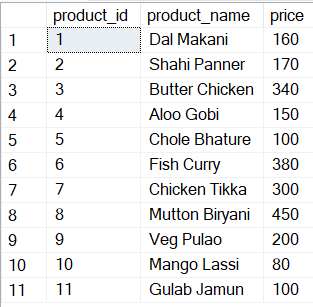 product_id product_name price
1 1 Dal Makani 160
2 2 Shahi Panner 170
3 3 Butter Chicken 340
4 4 Aloo Gobi 150
5 5 Chole Bhature 100
6 6 Fish Curry 380
7 7 Chicken Tikka 300
8 8 Mutton Biryani 450
9 9 Veg Pulao 200
10 10 Mango Lassi 80
11 11 Gulab Jamun 100